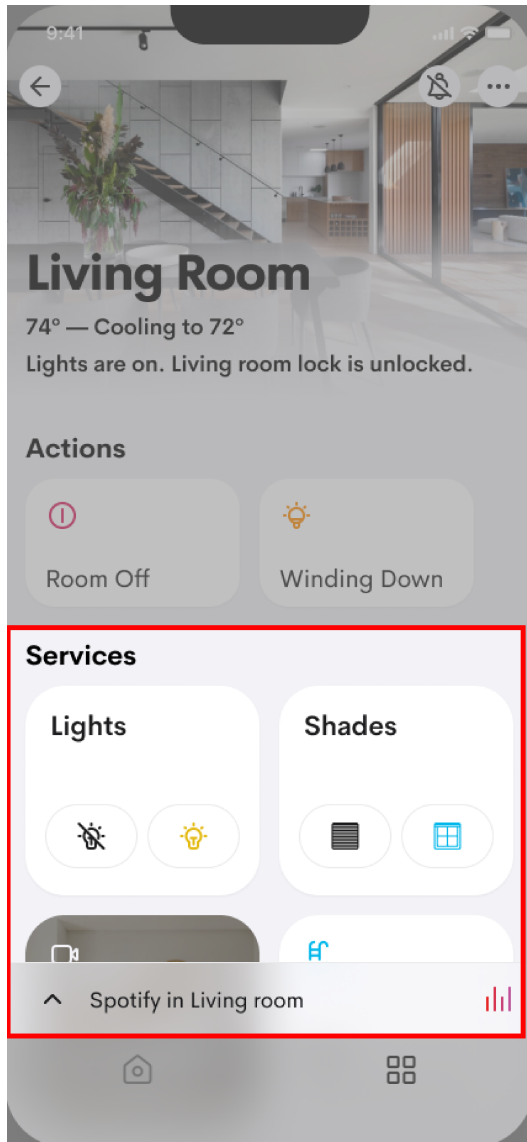 9:41
Living Room
74° — Cooling to 72°
Lights are on. Living room lock is unlocked.
Actions
Room Off
Winding Down
Services
Lights
Shades
Spotify in Living room